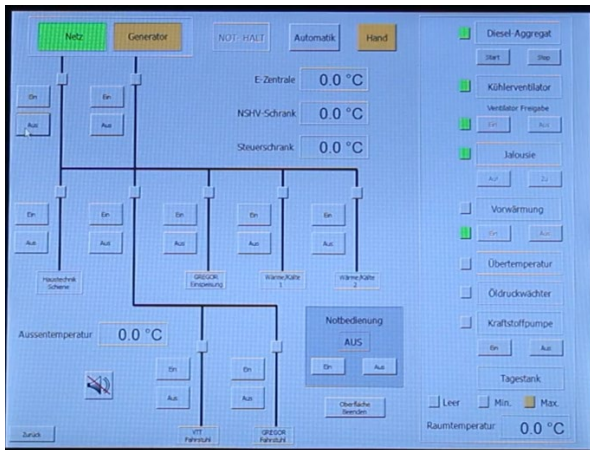 Netz
Generator
NOT- HALT
Automatik
Hand
Diesel-Aggregat
Start
Stop
E-Zentrale
0.0 °C
Ein
Ein
Kühlerventilator
NSHV-Schrank
0.0 °C
Ventilator Freigabe
Aus
Aus
Ein
Aus
Steuerschrank
0.0 °C
Jalousie
Auf
Zu
Ein
Ein
Ein
Ein
Ein
Vorwärmung
Aus
Aus
Aus
Aus
Aus
Ein
Aus
Haustechnik
Schiene
GREGOR
Einspeisung
Wärme/Kälte
1
Wärme/Kälte
2
Übertemperatur
Öldruckwächter
Notbedienung
Kraftstoffpumpe
Aussentemperatur
0.0 °C
AUS
Ein
Aus
Ein
Ein
Ein
Aus
Tagestank
Aus
Aus
Oberfläche
Beenden
Leer
Min.
Max.
Zurück
VTT
Fahrstuhl
GREGOR
Fahrstuhl
Raumtemperatur
0.0 °C